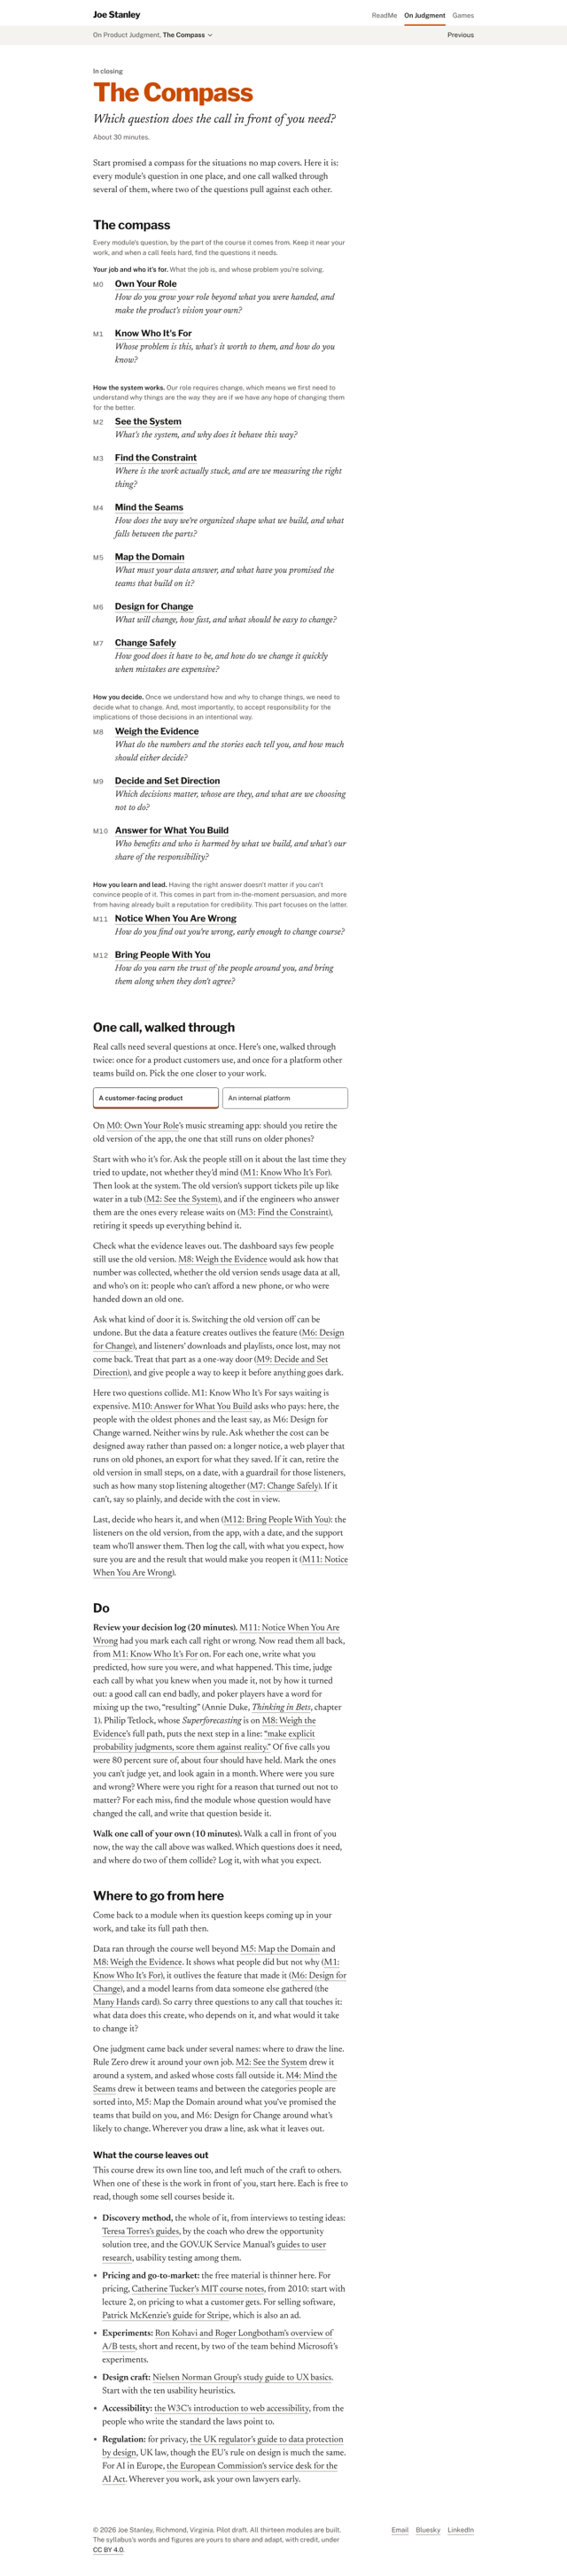 Joe Stanley
ReadMe On Judgment Games
On Product Judgment, The Compass
Previous
In closing
The Compass
Which question does the call in front of you need?
About 30 minutes.
Start promised a compass for the situations no map covers. Here it is:
every module's question in one place, and one call walked through
several of them, where two of the questions pull against each other.
The compass
Every module's question, by the part of the course it comes from. Keep it near your
work, and when a call feels hard, find the questions it needs.
Your job and who it's for. What the job is, and whose problem you're solving.
M0 Own Your Role
How do you grow your role beyond what you were handed, and
make the product's vision your own?
M1 Know Who It's For
Whose problem is this, what's it worth to them, and how do you
know?
How the system works. Our role requires change, which means we first need to
understand why things are the way they are if we have any hope of changing them
for the better.
M2 See the System
What's the system, and why does it behave this way?
M3 Find the Constraint
Where is the work actually stuck, and are we measuring the right
thing?
M4 Mind the Seams
How does the way we're organized shape what we build, and what
falls between the parts?
M5 Map the Domain
What must your data answer, and what have you promised the
teams that build on it?
M6 Design for Change
What will change, how fast, and what should be easy to change?
M7 Change Safely
How good does it have to be, and how do we change it quickly
when mistakes are expensive?
How you decide. Once we understand how and why to change things, we need to
decide what to change. And, most importantly, to accept responsibility for the
implications of those decisions in an intentional way.
M8 Weigh the Evidence
What do the numbers and the stories each tell you, and how much
should either decide?
M9 Decide and Set Direction
Which decisions matter, whose are they, and what are we choosing
not to do?
M10 Answer for What You Build
Who benefits and who is harmed by what we build, and what's our
share of the responsibility?
How you learn and lead. Having the right answer doesn't matter if you can't
convince people of it. This comes in part from in-the-moment persuasion, and more
from having already built a reputation for credibility. This part focuses on the latter.
M11 Notice When You Are Wrong
How do you find out you're wrong, early enough to change course?
M12 Bring People With You
How do you earn the trust of the people around you, and bring
them along when they don't agree?
One call, walked through
Real calls need several questions at once. Here's one, walked through
twice: once for a product customers use, and once for a platform other
teams build on. Pick the one closer to your work.
A customer-facing product
An internal platform
On M0: Own Your Role's music streaming app: should you retire the
old version of the app, the one that still runs on older phones?
Start with who it's for. Ask the people still on it about the last time they
tried to update, not whether they'd mind (M1: Know Who It's For).
Then look at the system. The old version's support tickets pile up like
water in a tub (M2: See the System), and if the engineers who answer
them are the ones every release waits on (M3: Find the Constraint),
retiring it speeds up everything behind it.
Check what the evidence leaves out. The dashboard says few people
still use the old version. M8: Weigh the Evidence would ask how that
number was collected, whether the old version sends usage data at all,
and who's on it: people who can't afford a new phone, or who were
handed down an old one.
Ask what kind of door it is. Switching the old version off can be
undone. But the data a feature creates outlives the feature (M6: Design
for Change), and listeners' downloads and playlists, once lost, may not
come back. Treat that part as a one-way door (M9: Decide and Set
Direction), and give people a way to keep it before anything goes dark.
Here two questions collide. M1: Know Who It's For says waiting is
expensive. M10: Answer for What You Build asks who pays: here, the
people with the oldest phones and the least say, as M6: Design for
Change warned. Neither wins by rule. Ask whether the cost can be
designed away rather than passed on: a longer notice, a web player that
runs on old phones, an export for what they saved. If it can, retire the
old version in small steps, on a date, with a guardrail for those listeners,
such as how many stop listening altogether (M7: Change Safely). If it
can't, say so plainly, and decide with the cost in view.
Last, decide who hears it, and when (M12: Bring People With You): the
listeners on the old version, from the app, with a date, and the support
team who'll answer them. Then log the call, with what you expect, how
sure you are and the result that would make you reopen it (M11: Notice
When You Are Wrong).
Do
Review your decision log (20 minutes). M11: Notice When You Are
Wrong had you mark each call right or wrong. Now read them all back,
from M1: Know Who It's For on. For each one, write what you
predicted, how sure you were, and what happened. This time, judge
each call by what you knew when you made it, not by how it turned
out: a good call can end badly, and poker players have a word for
mixing up the two, "resulting" (Annie Duke, Thinking in Bets, chapter
1). Philip Tetlock, whose Superforecasting is on M8: Weigh the
Evidence's full path, puts the next step in a line: "make explicit
probability judgments, score them against reality." Of five calls you
were 80 percent sure of, about four should have held. Mark the ones
you can't judge yet, and look again in a month. Where were you sure
and wrong? Where were you right for a reason that turned out not to
matter? For each miss, find the module whose question would have
changed the call, and write that question beside it.
Walk one call of your own (10 minutes). Walk a call in front of you
now, the way the call above was walked. Which questions does it need,
and where do two of them collide? Log it, with what you expect.
Where to go from here
Come back to a module when its question keeps coming up in your
work, and take its full path then.
Data ran through the course well beyond M5: Map the Domain and
M8: Weigh the Evidence. It shows what people did but not why (M1:
Know Who It's For), it outlives the feature that made it (M6: Design for
Change), and a model learns from data someone else gathered (the
Many Hands card). So carry three questions to any call that touches it:
what data does this create, who depends on it, and what would it take
to change it?
One judgment came back under several names: where to draw the line.
Rule Zero drew it around your own job. M2: See the System drew it
around a system, and asked whose costs fall outside it. M4: Mind the
Seams drew it between teams and between the categories people are
sorted into, M5: Map the Domain around what you've promised the
teams that build on you, and M6: Design for Change around what's
likely to change. Wherever you draw a line, ask what it leaves out.
What the course leaves out
This course drew its own line too, and left much of the craft to others.
When one of these is the work in front of you, start here. Each is free to
read, though some sell courses beside it.
Discovery method, the whole of it, from interviews to testing ideas:
Teresa Torres's guides, by the coach who drew the opportunity
solution tree, and the GOV.UK Service Manual's guides to user
research, usability testing among them.
Pricing and go-to-market: the free material is thinner here. For
pricing, Catherine Tucker's MIT course notes, from 2010: start with
lecture 2, on pricing to what a customer gets. For selling software,
Patrick McKenzie's guide for Stripe, which is also an ad.
Experiments: Ron Kohavi and Roger Longbotham's overview of
A/B tests, short and recent, by two of the team behind Microsoft's
experiments.
Design craft: Nielsen Norman Group's study guide to UX basics.
Start with the ten usability heuristics.
Accessibility: the W3C's introduction to web accessibility, from the
people who write the standard the laws point to.
Regulation: for privacy, the UK regulator's guide to data protection
by design, UK law, though the EU's rule on design is much the same.
For AI in Europe, the European Commission's service desk for the
AI Act. Wherever you work, ask your own lawyers early.
© 2026 Joe Stanley, Richmond, Virginia. Pilot draft. All thirteen modules are built.
The syllabus's words and figures are yours to share and adapt, with credit, under
CC BY 4.0.
Email Bluesky LinkedIn